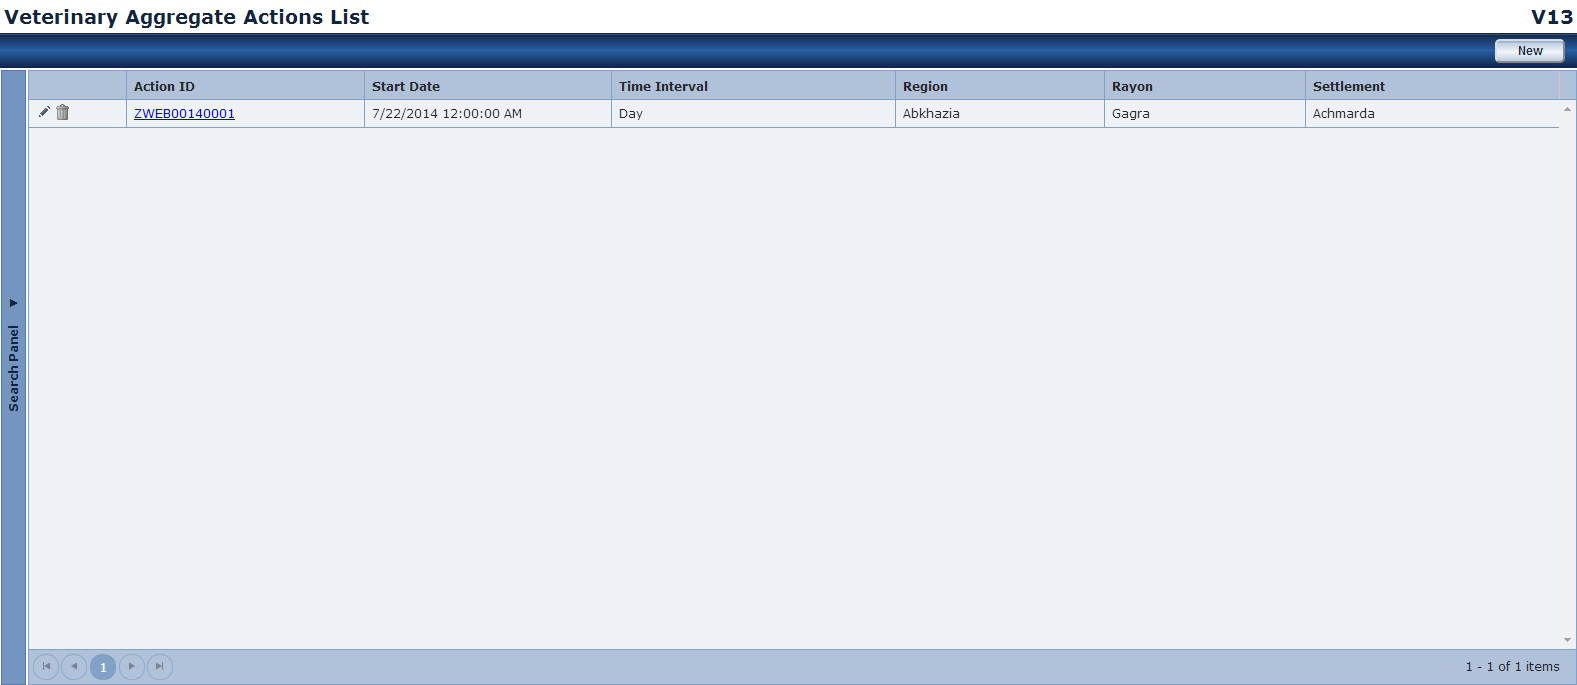 Veterinary Aggregate Actions List V13
New
Action ID Start Date Time Interval Region Rayon Settlement
ZWEB00140001 7/22/2014 12:00:00 AM Day Abkhazia Gagra Achmarda
Search Panel
1 1 - 1 of 1 items